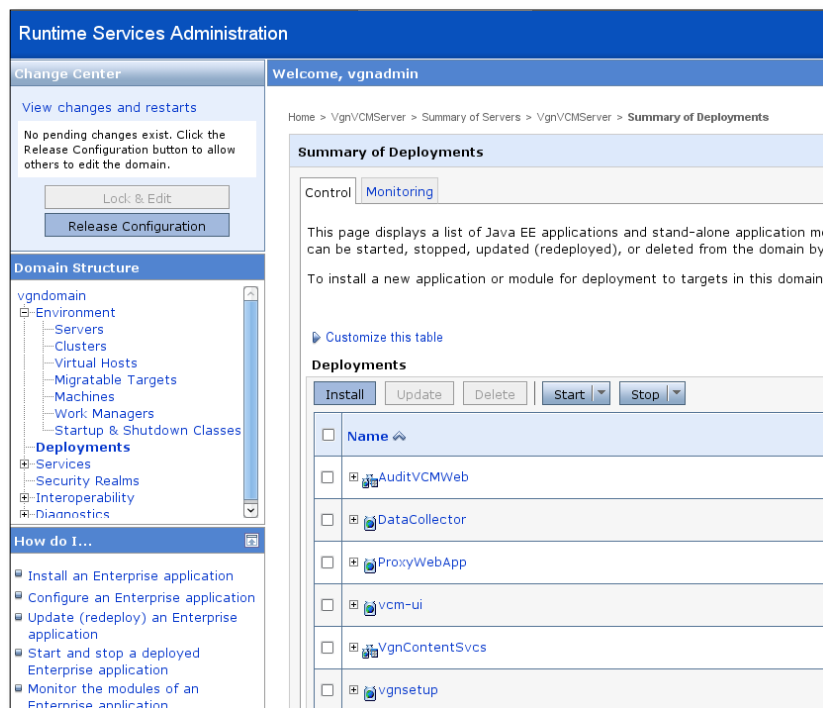 Runtime Services Administration
Change Center
View changes and restarts
No pending changes exist. Click the
Release Configuration button to allow
others to edit the domain.
Lock & Edit
Release Configuration
Domain Structure
vgndomain
Environment
Servers
Clusters
Virtual Hosts
Migratable Targets
Machines
Work Managers
Startup & Shutdown Classes
Deployments
Services
Security Realms
Interoperability
Diagnostics
How do I...
Install an Enterprise application
Configure an Enterprise application
Update (redeploy) an Enterprise
application
Start and stop a deployed
Enterprise application
Monitor the modules of an
Enterprise application
Welcome, vgnadmin
Home > VgnVCMServer > Summary of Servers > VgnVCMServer > Summary of Deployments
Summary of Deployments
Control Monitoring
This page displays a list of Java EE applications and stand-alone application m
can be started, stopped, updated (redeployed), or deleted from the domain by
To install a new application or module for deployment to targets in this domain
Customize this table
Deployments
Install Update Delete Start Stop
Name
AuditVCMWeb
DataCollector
ProxyWebApp
vcm-ui
VgnContentSvcs
vgnsetup